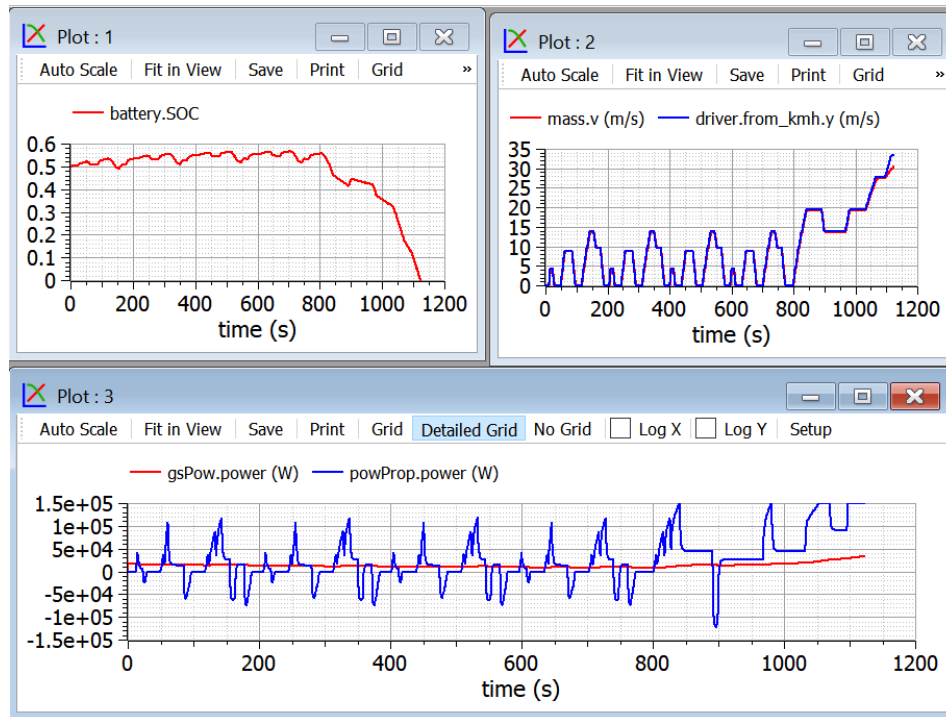 Plot : 1
Auto Scale Fit in View Save Print Grid »
battery.SOC
0.6
0.5
0.4
0.3
0.2
0.1
0
0 200 400 600 800 1000 1200
time (s)
Plot : 2
Auto Scale Fit in View Save Print Grid »
mass.v (m/s) driver.from_kmh.y (m/s)
35
30
25
20
15
10
5
0
0 200 400 600 800 1000 1200
time (s)
Plot : 3
Auto Scale Fit in View Save Print Grid Detailed Grid No Grid Log X Log Y Setup
gsPow.power (W) powProp.power (W)
1.5e+05
1e+05
5e+04
0
-5e+04
-1e+05
-1.5e+05
0 200 400 600 800 1000 1200
time (s)